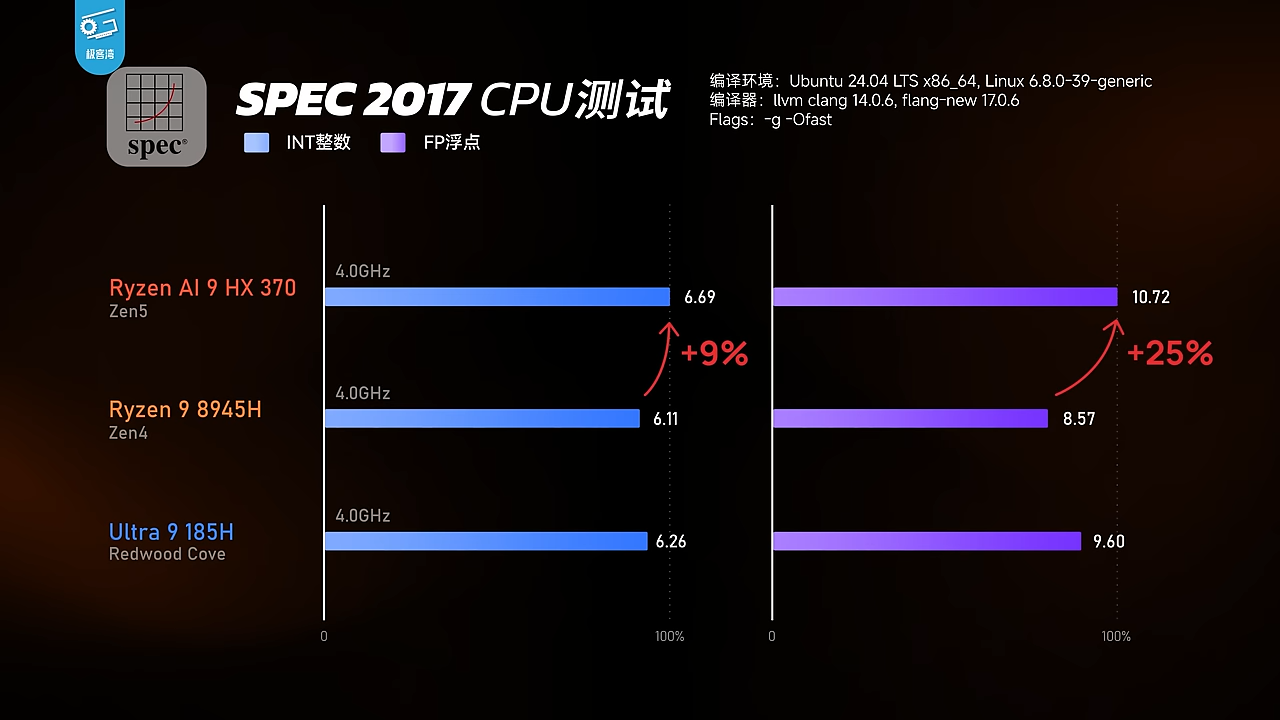 极客湾
spec®
SPEC 2017 CPU测试
INT整数
FP浮点
编译环境：Ubuntu 24.04 LTS x86_64, Linux 6.8.0-39-generic
编译器：llvm clang 14.0.6, flang-new 17.0.6
Flags：-g -Ofast
Ryzen AI 9 HX 370
Zen5
4.0GHz
6.69
10.72
+9%
+25%
Ryzen 9 8945H
Zen4
4.0GHz
6.11
8.57
Ultra 9 185H
Redwood Cove
4.0GHz
6.26
9.60
0
100%
0
100%